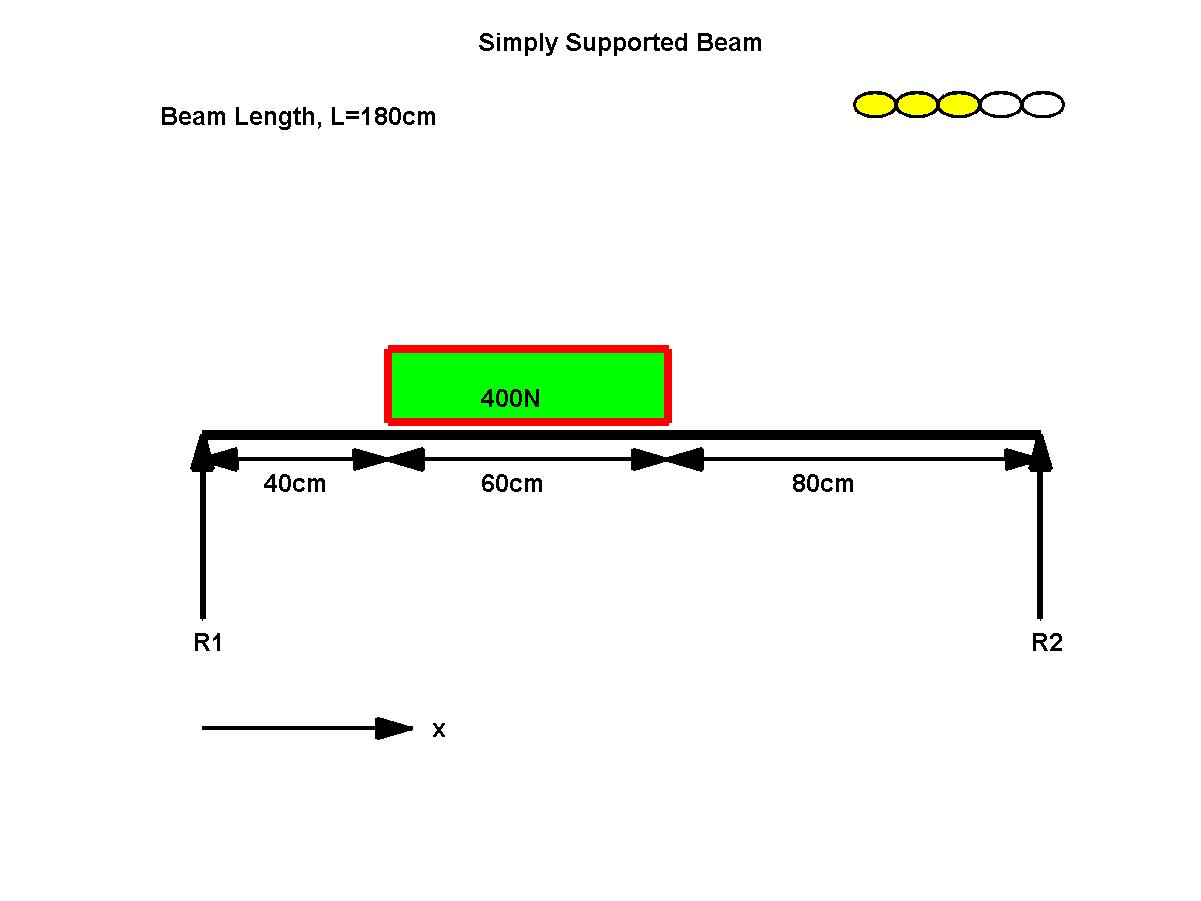 Simply Supported Beam
Beam Length, L=180cm
400N
40cm
60cm
80cm
R1
R2
x